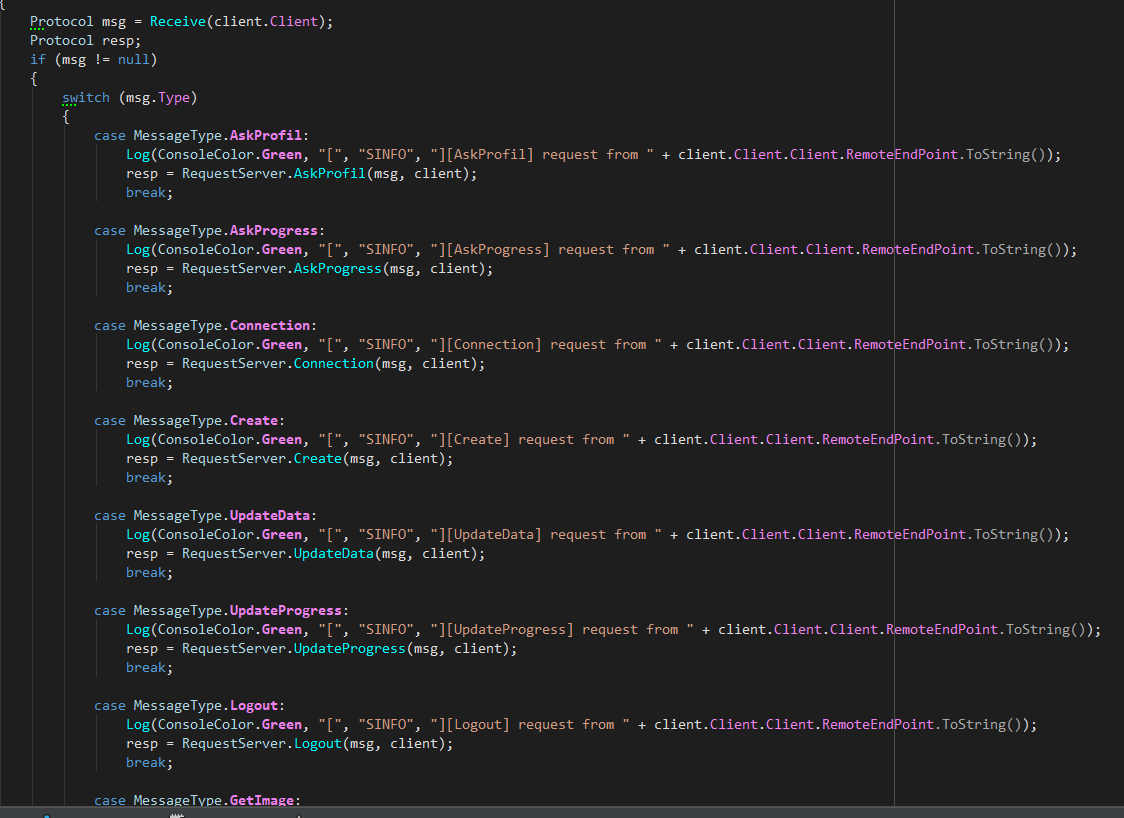 {
Protocol msg = Receive(client.Client);
Protocol resp;
if (msg != null)
{
switch (msg.Type)
{
case MessageType.AskProfil:
Log(ConsoleColor.Green, "[", "SINFO", "][AskProfil] request from " + client.Client.Client.RemoteEndPoint.ToString());
resp = RequestServer.AskProfil(msg, client);
break;
case MessageType.AskProgress:
Log(ConsoleColor.Green, "[", "SINFO", "][AskProgress] request from " + client.Client.Client.RemoteEndPoint.ToString());
resp = RequestServer.AskProgress(msg, client);
break;
case MessageType.Connection:
Log(ConsoleColor.Green, "[", "SINFO", "][Connection] request from " + client.Client.Client.RemoteEndPoint.ToString());
resp = RequestServer.Connection(msg, client);
break;
case MessageType.Create:
Log(ConsoleColor.Green, "[", "SINFO", "][Create] request from " + client.Client.Client.RemoteEndPoint.ToString());
resp = RequestServer.Create(msg, client);
break;
case MessageType.UpdateData:
Log(ConsoleColor.Green, "[", "SINFO", "][UpdateData] request from " + client.Client.Client.RemoteEndPoint.ToString());
resp = RequestServer.UpdateData(msg, client);
break;
case MessageType.UpdateProgress:
Log(ConsoleColor.Green, "[", "SINFO", "][UpdateProgress] request from " + client.Client.Client.RemoteEndPoint.ToString());
resp = RequestServer.UpdateProgress(msg, client);
break;
case MessageType.Logout:
Log(ConsoleColor.Green, "[", "SINFO", "][Logout] request from " + client.Client.Client.RemoteEndPoint.ToString());
resp = RequestServer.Logout(msg, client);
break;
case MessageType.GetImage: